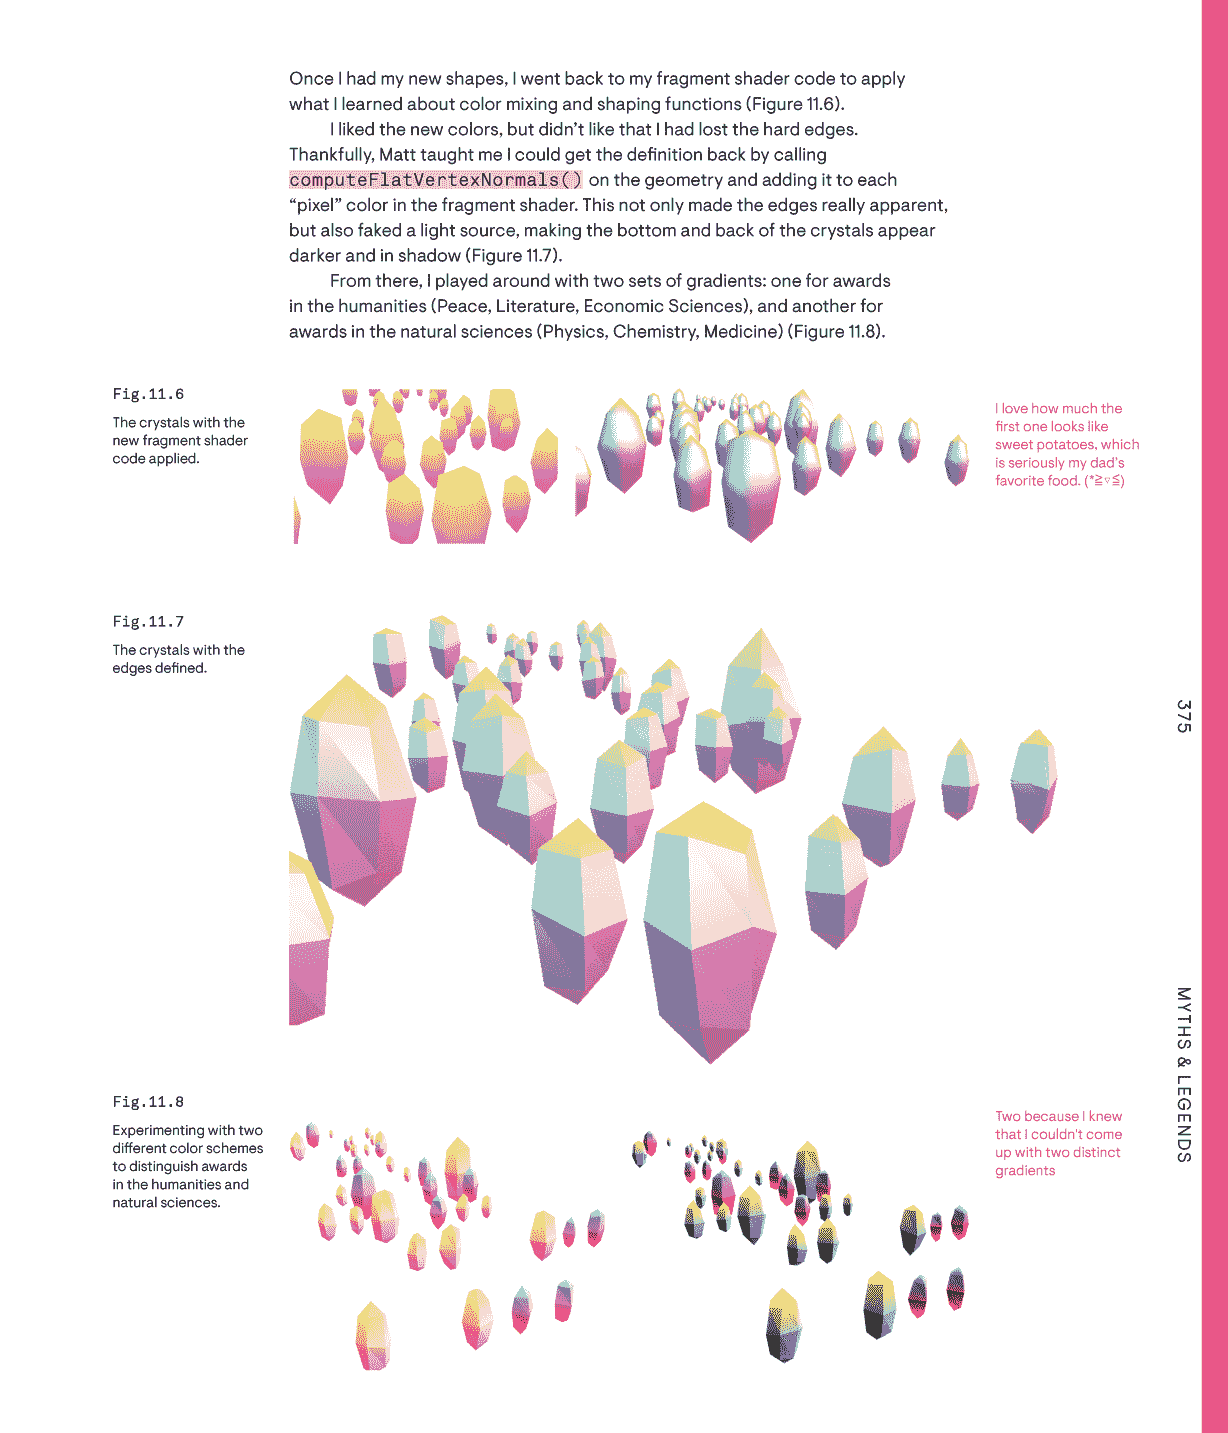 Once I had my new shapes, I went back to my fragment shader code to apply
what I learned about color mixing and shaping functions (Figure 11.6).
I liked the new colors, but didn’t like that I had lost the hard edges.
Thankfully, Matt taught me I could get the definition back by calling
computeFlatVertexNormals() on the geometry and adding it to each
“pixel” color in the fragment shader. This not only made the edges really apparent,
but also faked a light source, making the bottom and back of the crystals appear
darker and in shadow (Figure 11.7).
From there, I played around with two sets of gradients: one for awards
in the humanities (Peace, Literature, Economic Sciences), and another for
awards in the natural sciences (Physics, Chemistry, Medicine) (Figure 11.8).
Fig.11.6
The crystals with the
new fragment shader
code applied.
I love how much the
first one looks like
sweet potatoes, which
is seriously my dad’s
favorite food. (*≧▿≦)
Fig.11.7
The crystals with the
edges defined.
375
MYTHS & LEGENDS
Fig.11.8
Experimenting with two
different color schemes
to distinguish awards
in the humanities and
natural sciences.
Two because I knew
that I couldn’t come
up with two distinct
gradients